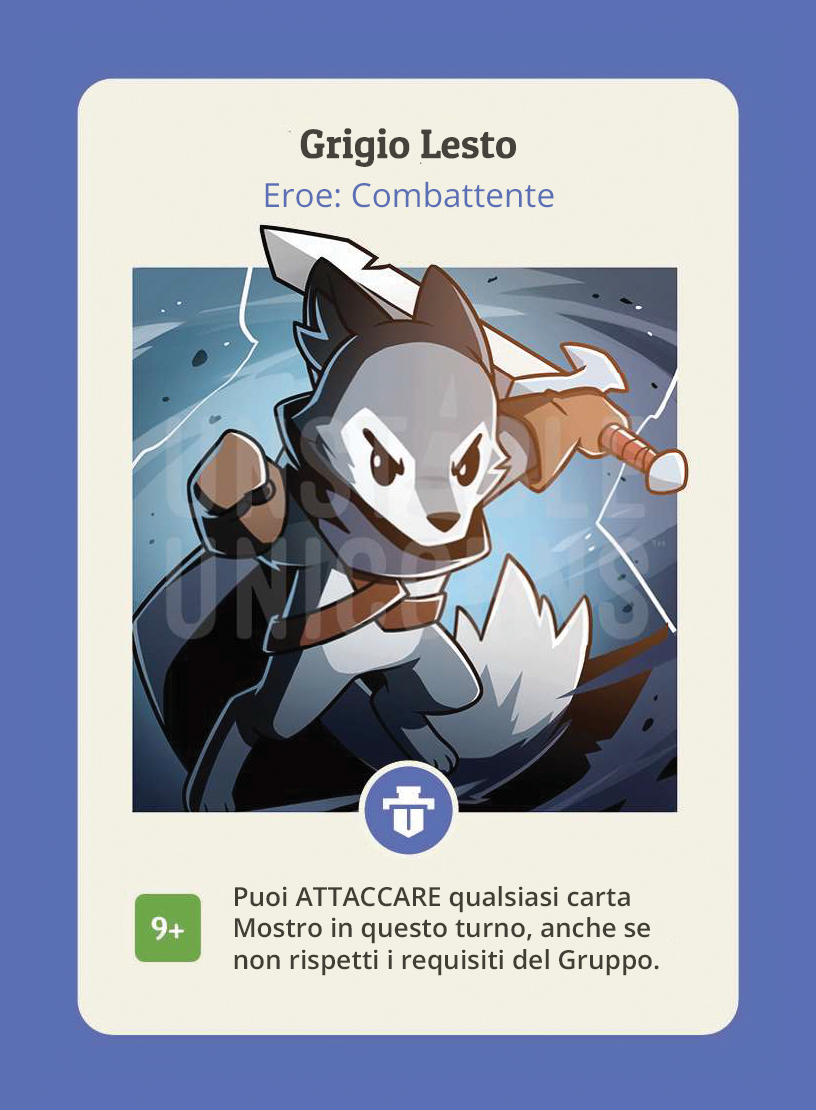 Grigio Lesto
Eroe: Combattente
UNSTABLE
UNICORNS
9+
Puoi ATTACCARE qualsiasi carta
Mostro in questo turno, anche se
non rispetti i requisiti del Gruppo.